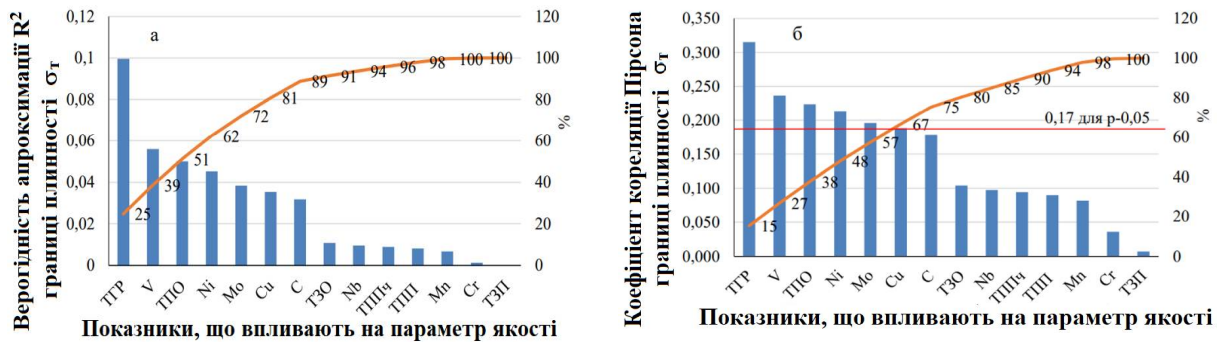 Верогідність апроксимації R²
границі плинності σт
0,12
0,1
0,08
0,06
0,04
0,02
0
а
25
39
51
62
72
81
89
91
94
96
98
100
100
120
100
80
60
40
20
0
%
ТГР
V
ТПО
Ni
Mo
Cu
C
ТЗО
Nb
ТППч
ТПП
Mn
Cr
ТЗП
Показники, що впливають на параметр якості
Коефіцієнт кореляції Пірсона
границі плинності σт
0,350
0,300
0,250
0,200
0,150
0,100
0,050
0,000
б
15
27
38
48
57
67
75
80
85
90
94
98
100
0,17 для p-0,05
120
100
80
60
40
20
0
%
ТГР
V
ТПО
Ni
Mo
Cu
C
ТЗО
Nb
ТППч
ТПП
Mn
Cr
ТЗП
Показники, що впливають на параметр якості